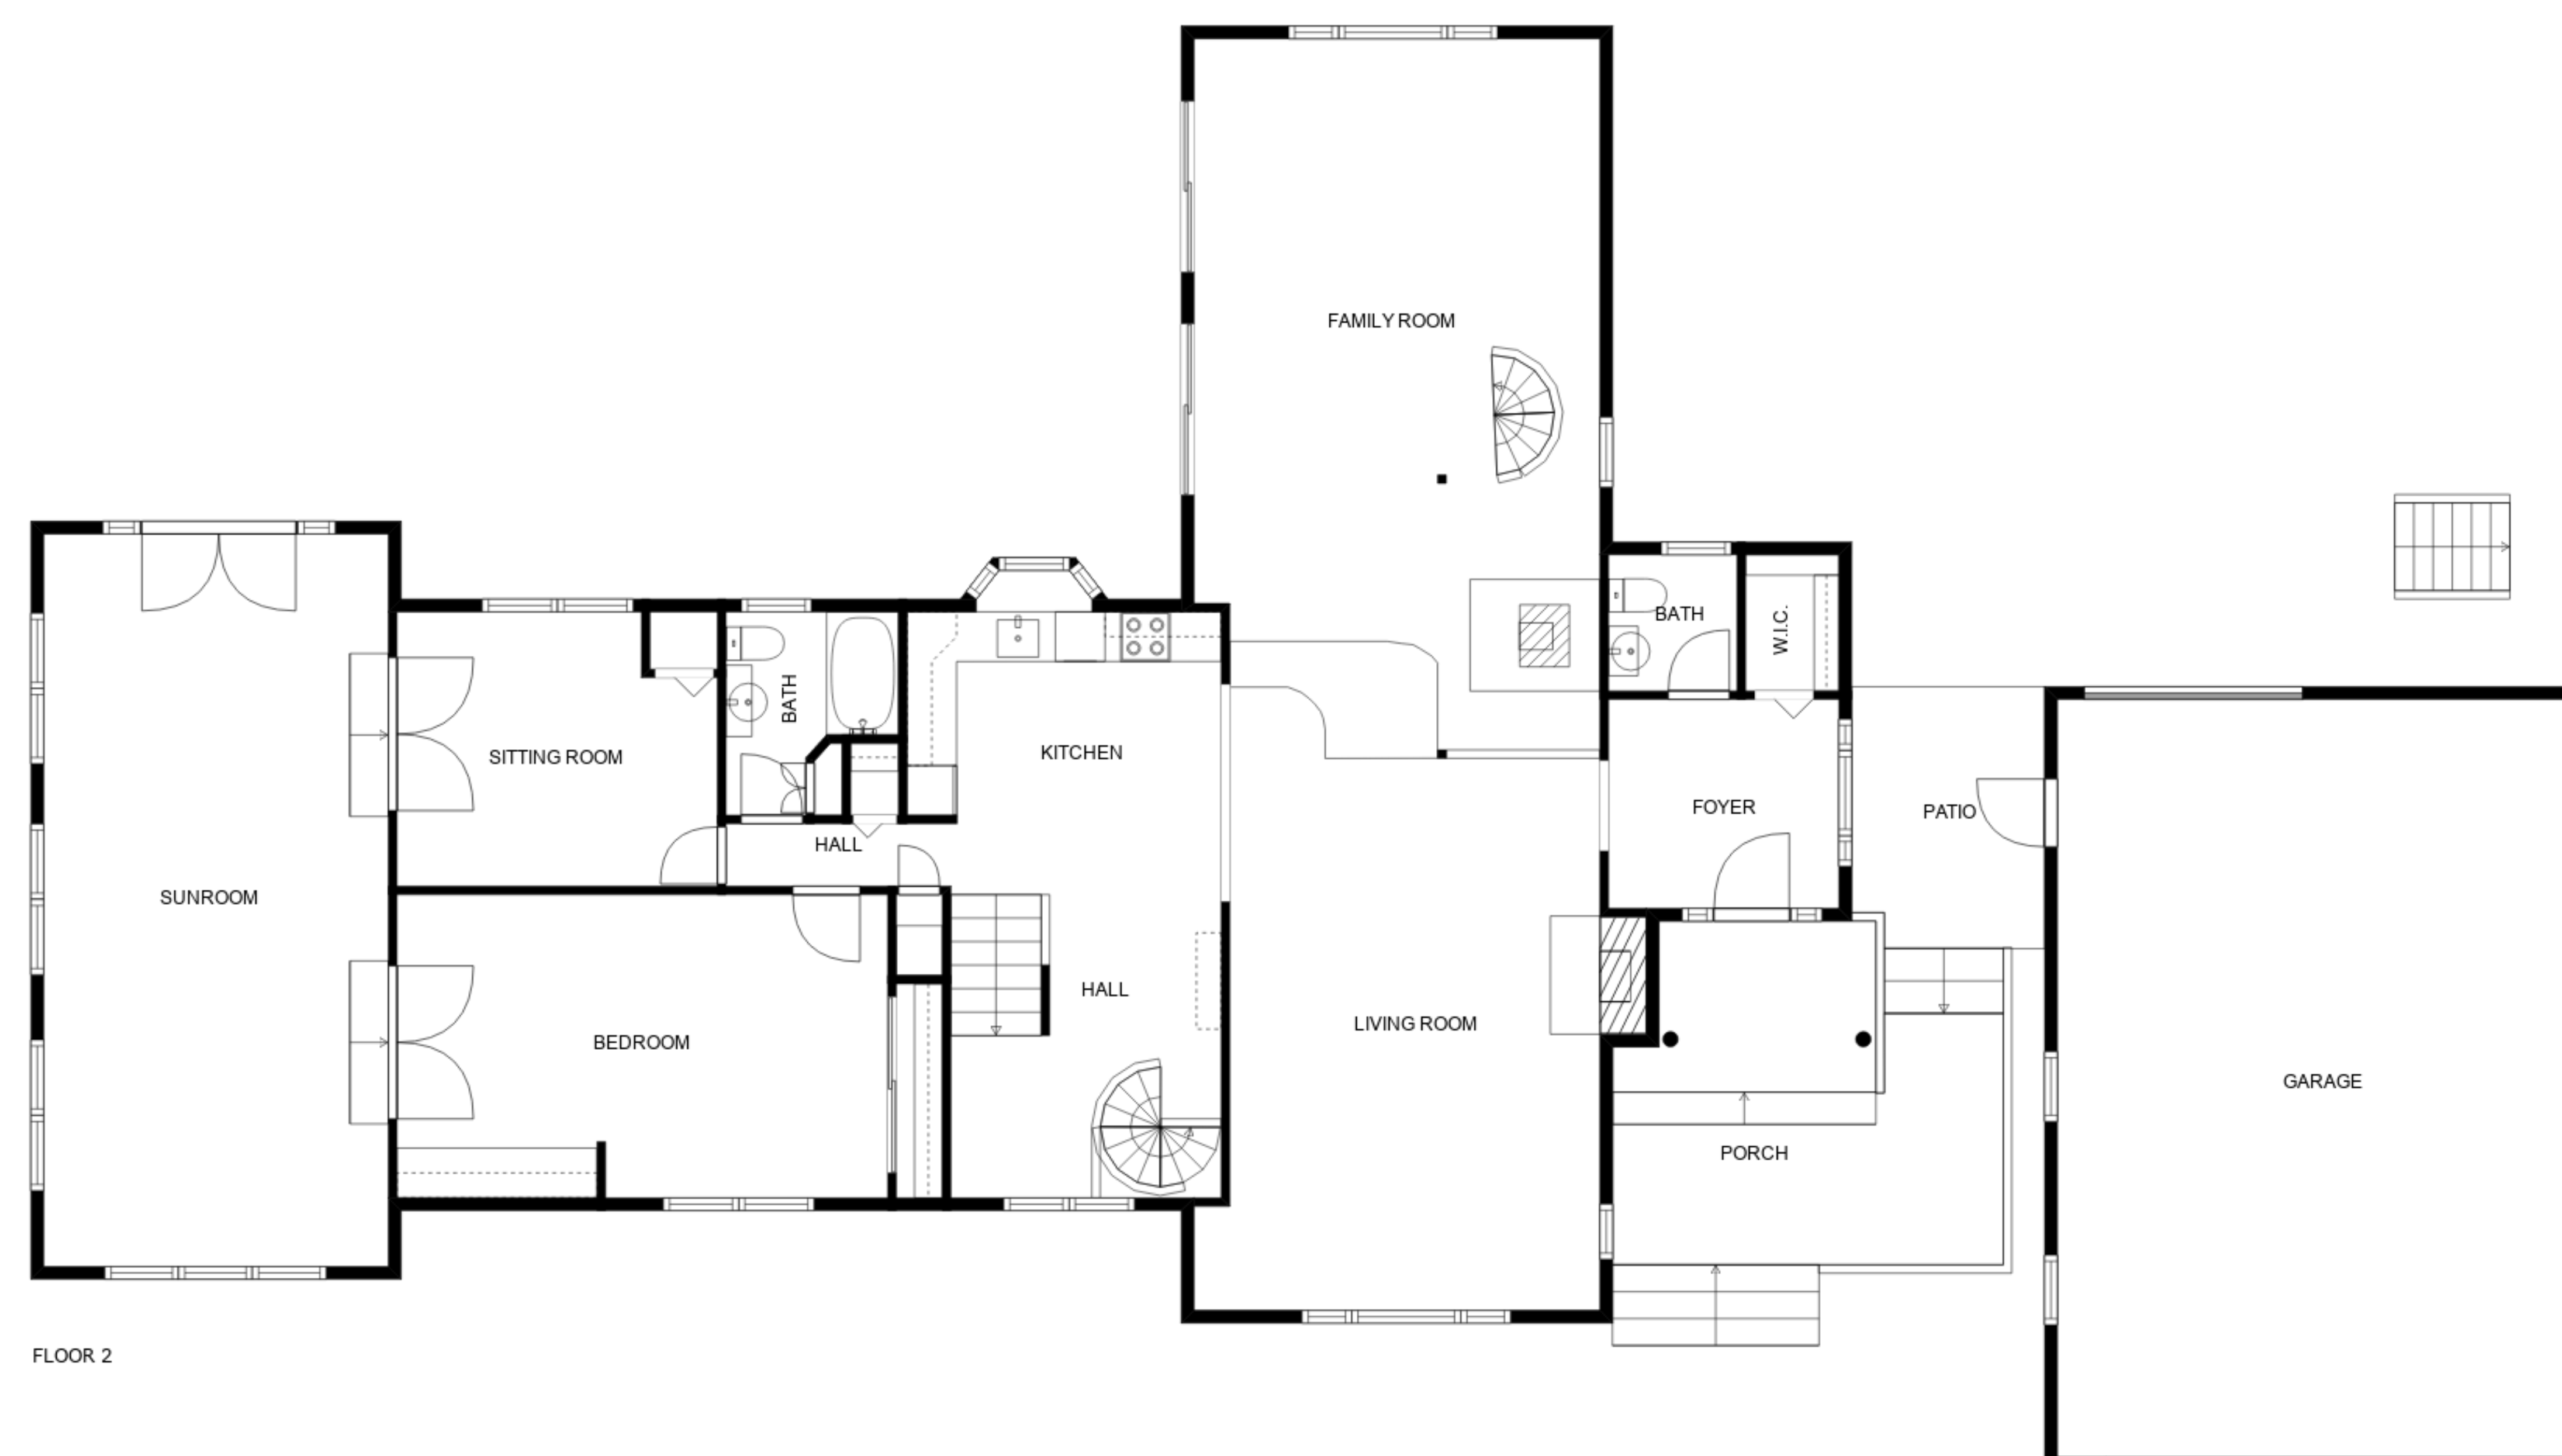 FAMILY ROOM
BATH
W.I.C.
BATH
KITCHEN
SITTING ROOM
FOYER
PATIO
HALL
SUNROOM
HALL
LIVING ROOM
BEDROOM
GARAGE
PORCH
FLOOR 2